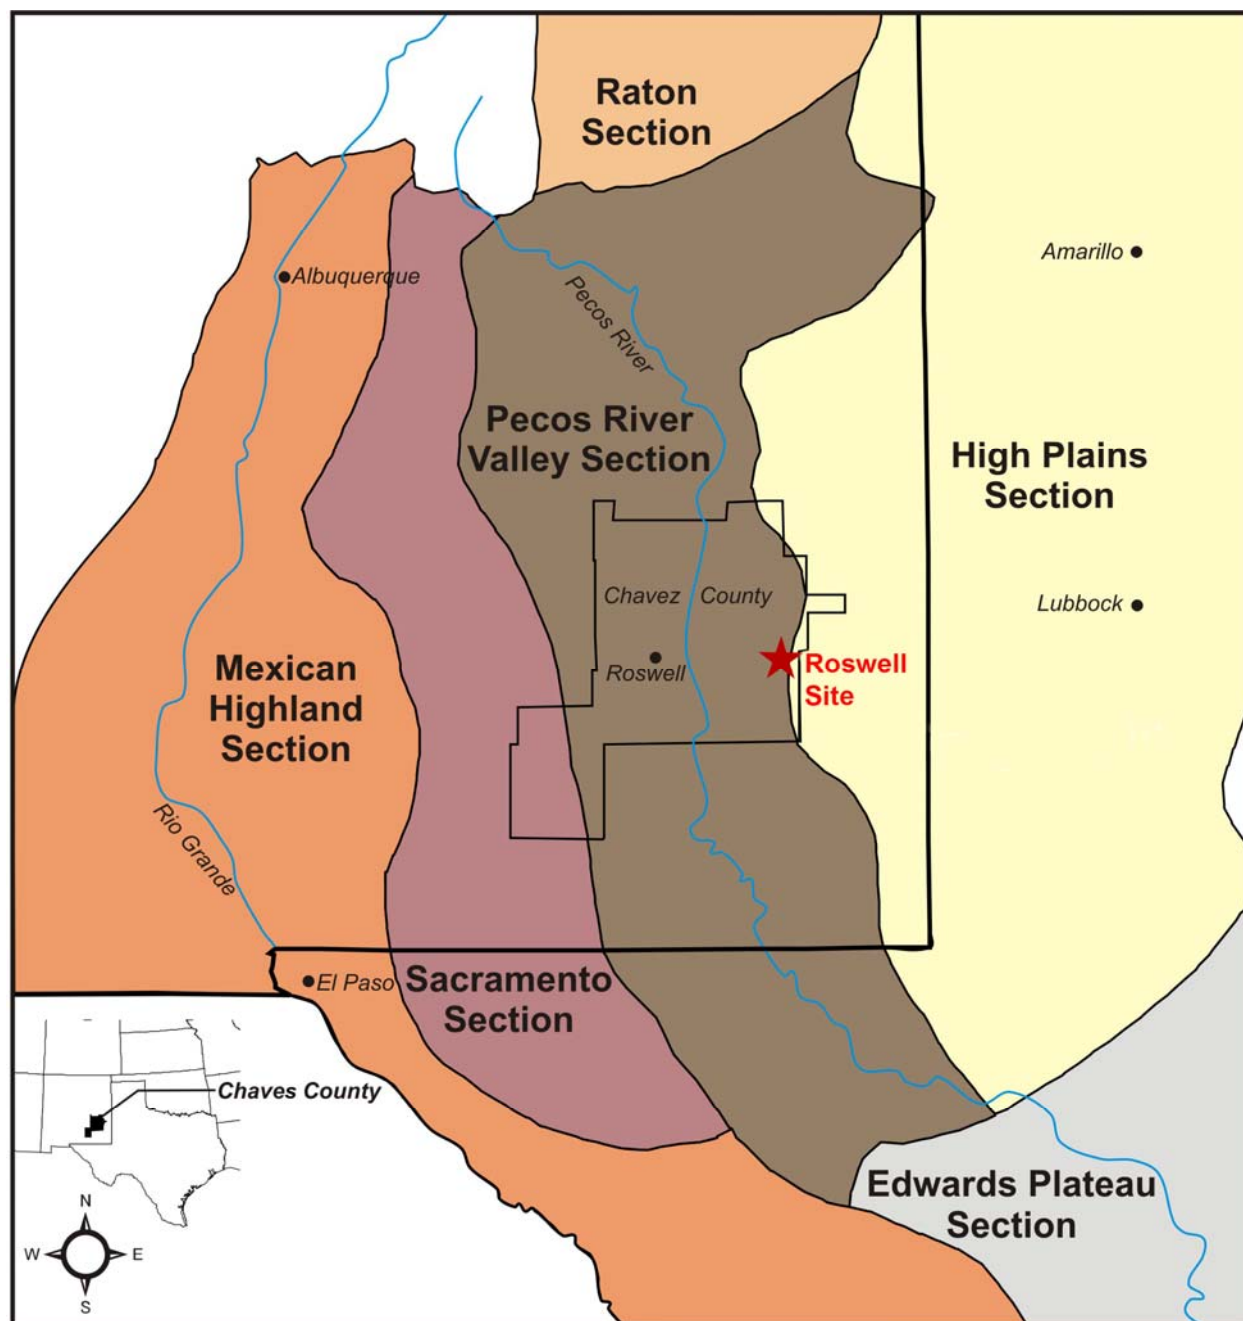 Raton
Section
Amarillo
Albuquerque
Pecos River
Pecos River
Valley Section
High Plains
Section
Chavez County
Lubbock
Roswell
Roswell
Site
Mexican
Highland
Section
Rio Grande
El Paso
Sacramento
Section
Chaves County
Edwards Plateau
Section
N
W
E
S